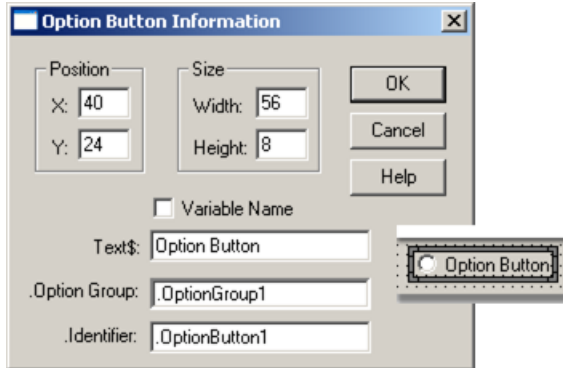 Option Button Information
Position
X: 40
Y: 24
Size
Width: 56
Height: 8
OK
Cancel
Help
Variable Name
Text$: Option Button
.Option Group: .OptionGroup1
.Identifier: .OptionButton1
Option Button